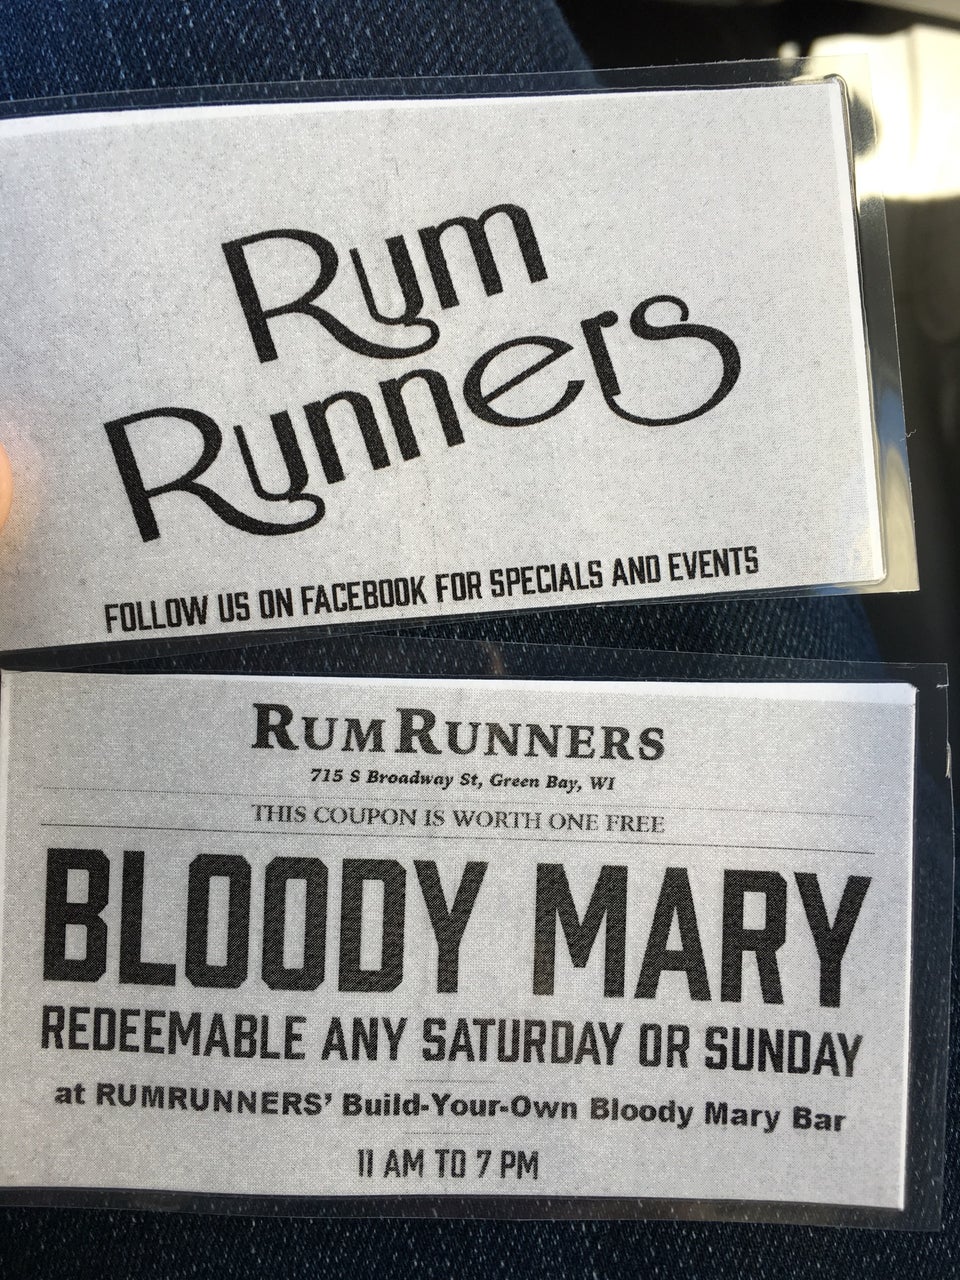 Rum
Runners
FOLLOW US ON FACEBOOK FOR SPECIALS AND EVENTS
RUMRUNNERS
715 S Broadway St, Green Bay, WI
THIS COUPON IS WORTH ONE FREE
BLOODY MARY
REDEEMABLE ANY SATURDAY OR SUNDAY
at RUMRUNNERS' Build-Your-Own Bloody Mary Bar
11 AM TO 7 PM